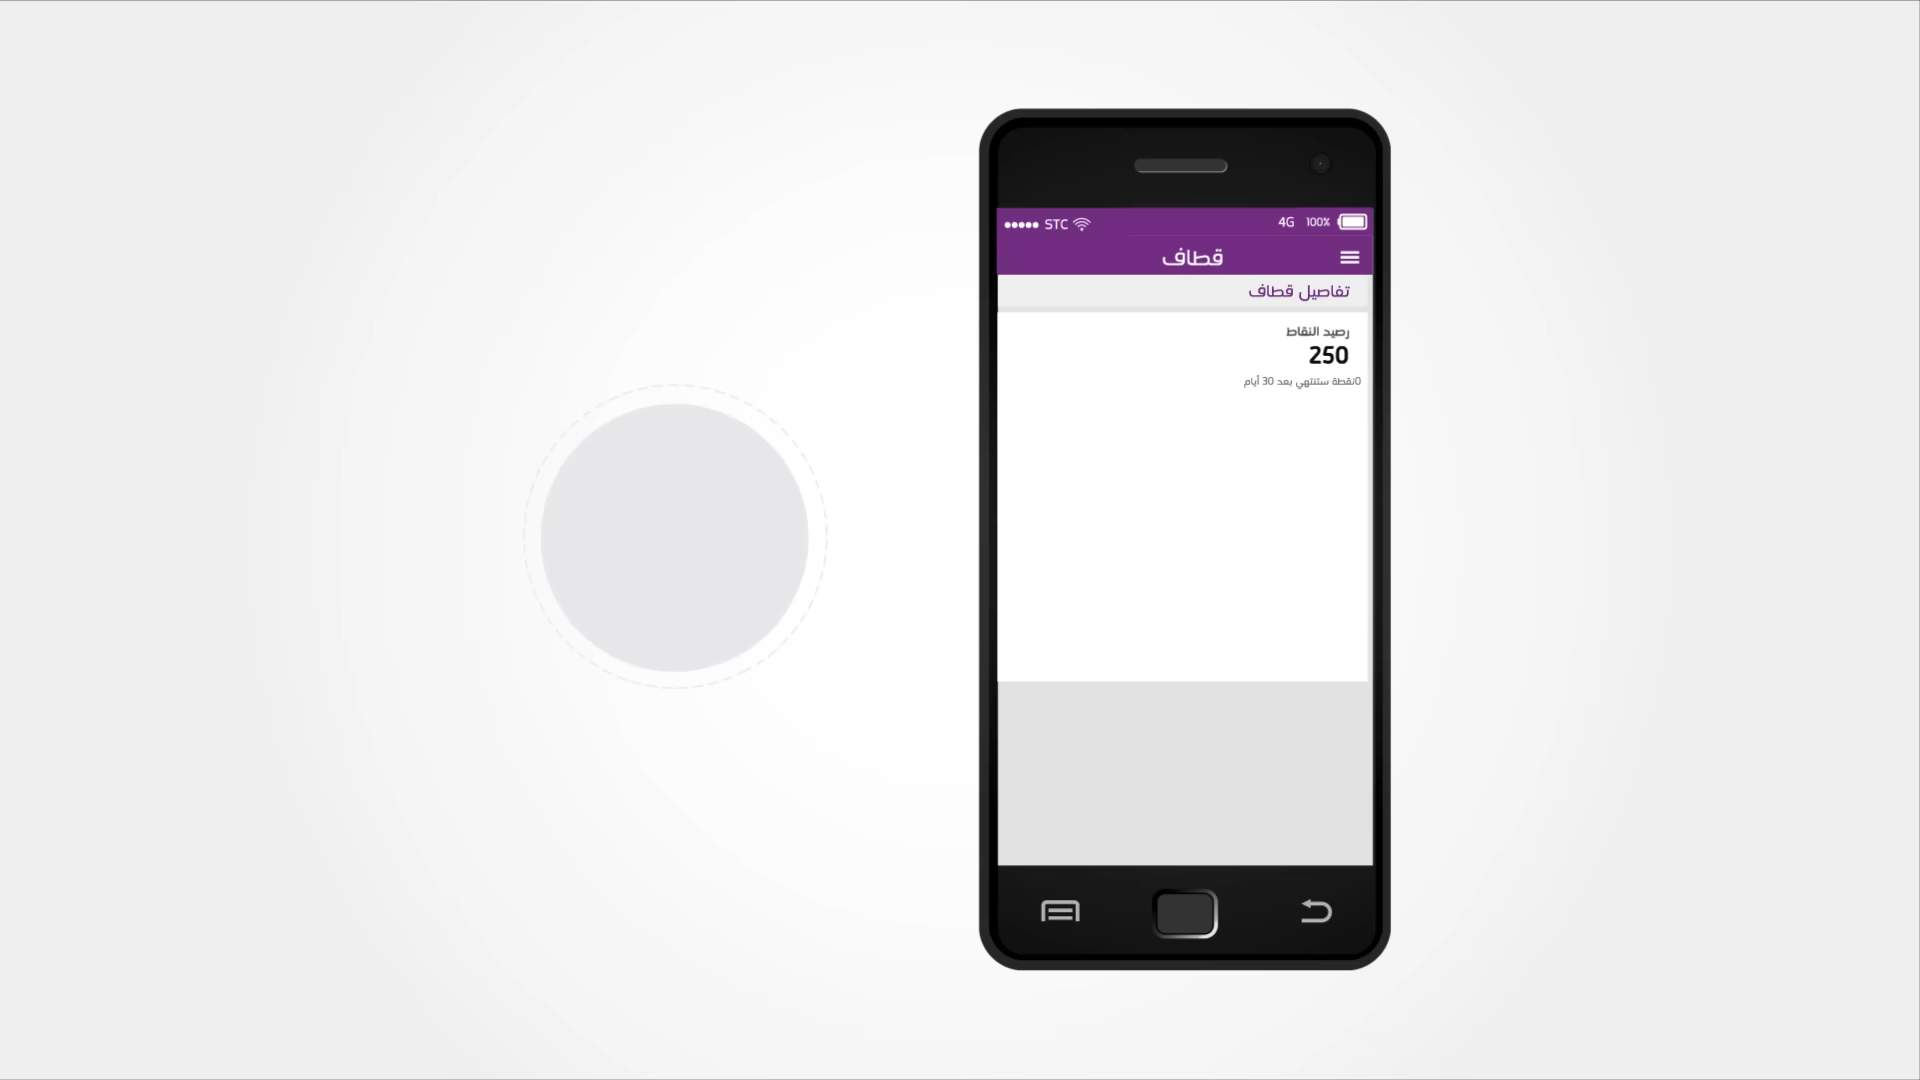 STC 4G 100%
قطاف
تفاصيل قطاف
رصيد النقاط
250
0نقطة ستنتهي بعد 30 أيام